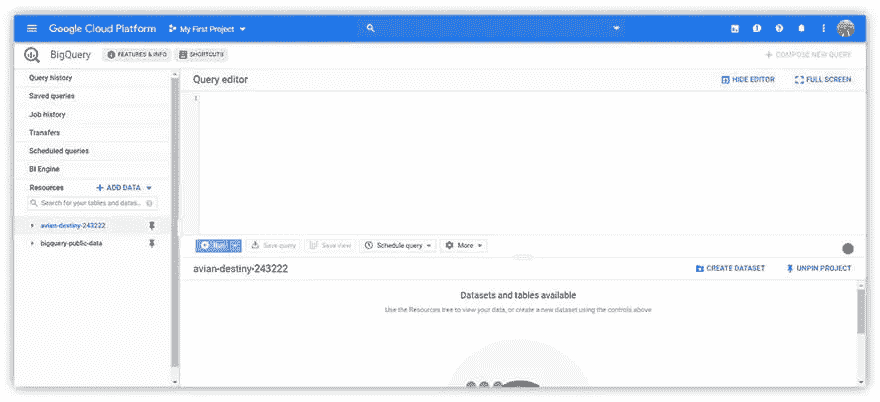 Google Cloud Platform My First Project
BigQuery FEATURES & INFO SHORTCUTS + COMPOSE NEW QUERY
Query history
Saved queries
Job history
Transfers
Scheduled queries
BI Engine
Resources + ADD DATA
Search for your tables and datas...
avian-destiny-243222
bigquery-public-data
Query editor HIDE EDITOR FULL SCREEN
1
Run Save query Save view Schedule query More
avian-destiny-243222 CREATE DATASET UNPIN PROJECT
Datasets and tables available
Use the Resources tree to view your data, or create a new dataset using the controls above